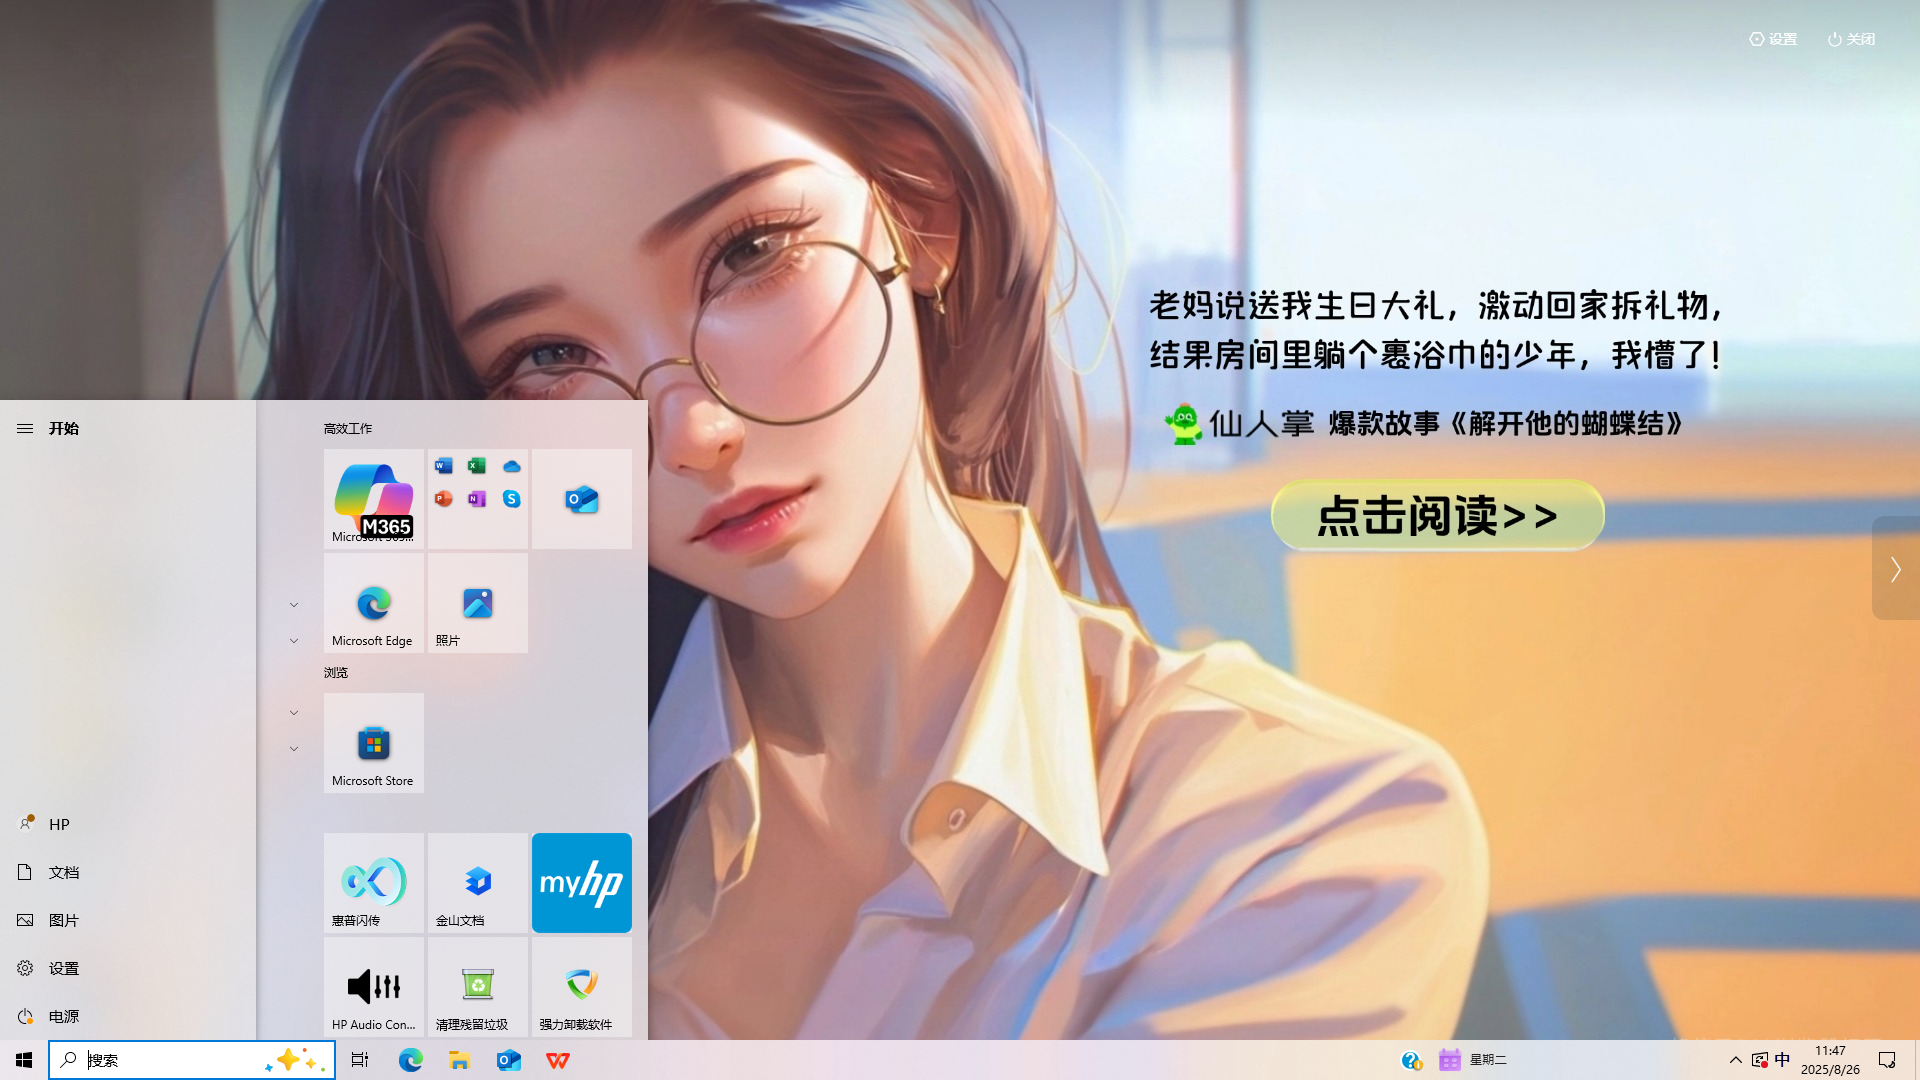 设置
关闭
老妈说送我生日大礼，激动回家拆礼物，
结果房间里躺个裹浴巾的少年，我懵了！
仙人掌 爆款故事《解开他的蝴蝶结》
点击阅读>>
开始
高效工作
M365
Microsoft 365...
Microsoft Edge
照片
浏览
Microsoft Store
HP
文档
图片
设置
电源
惠普闪传
金山文档
myhp
HP Audio Con...
清理残留垃圾
强力卸载软件
搜索
星期二
中
11:47
2025/8/26